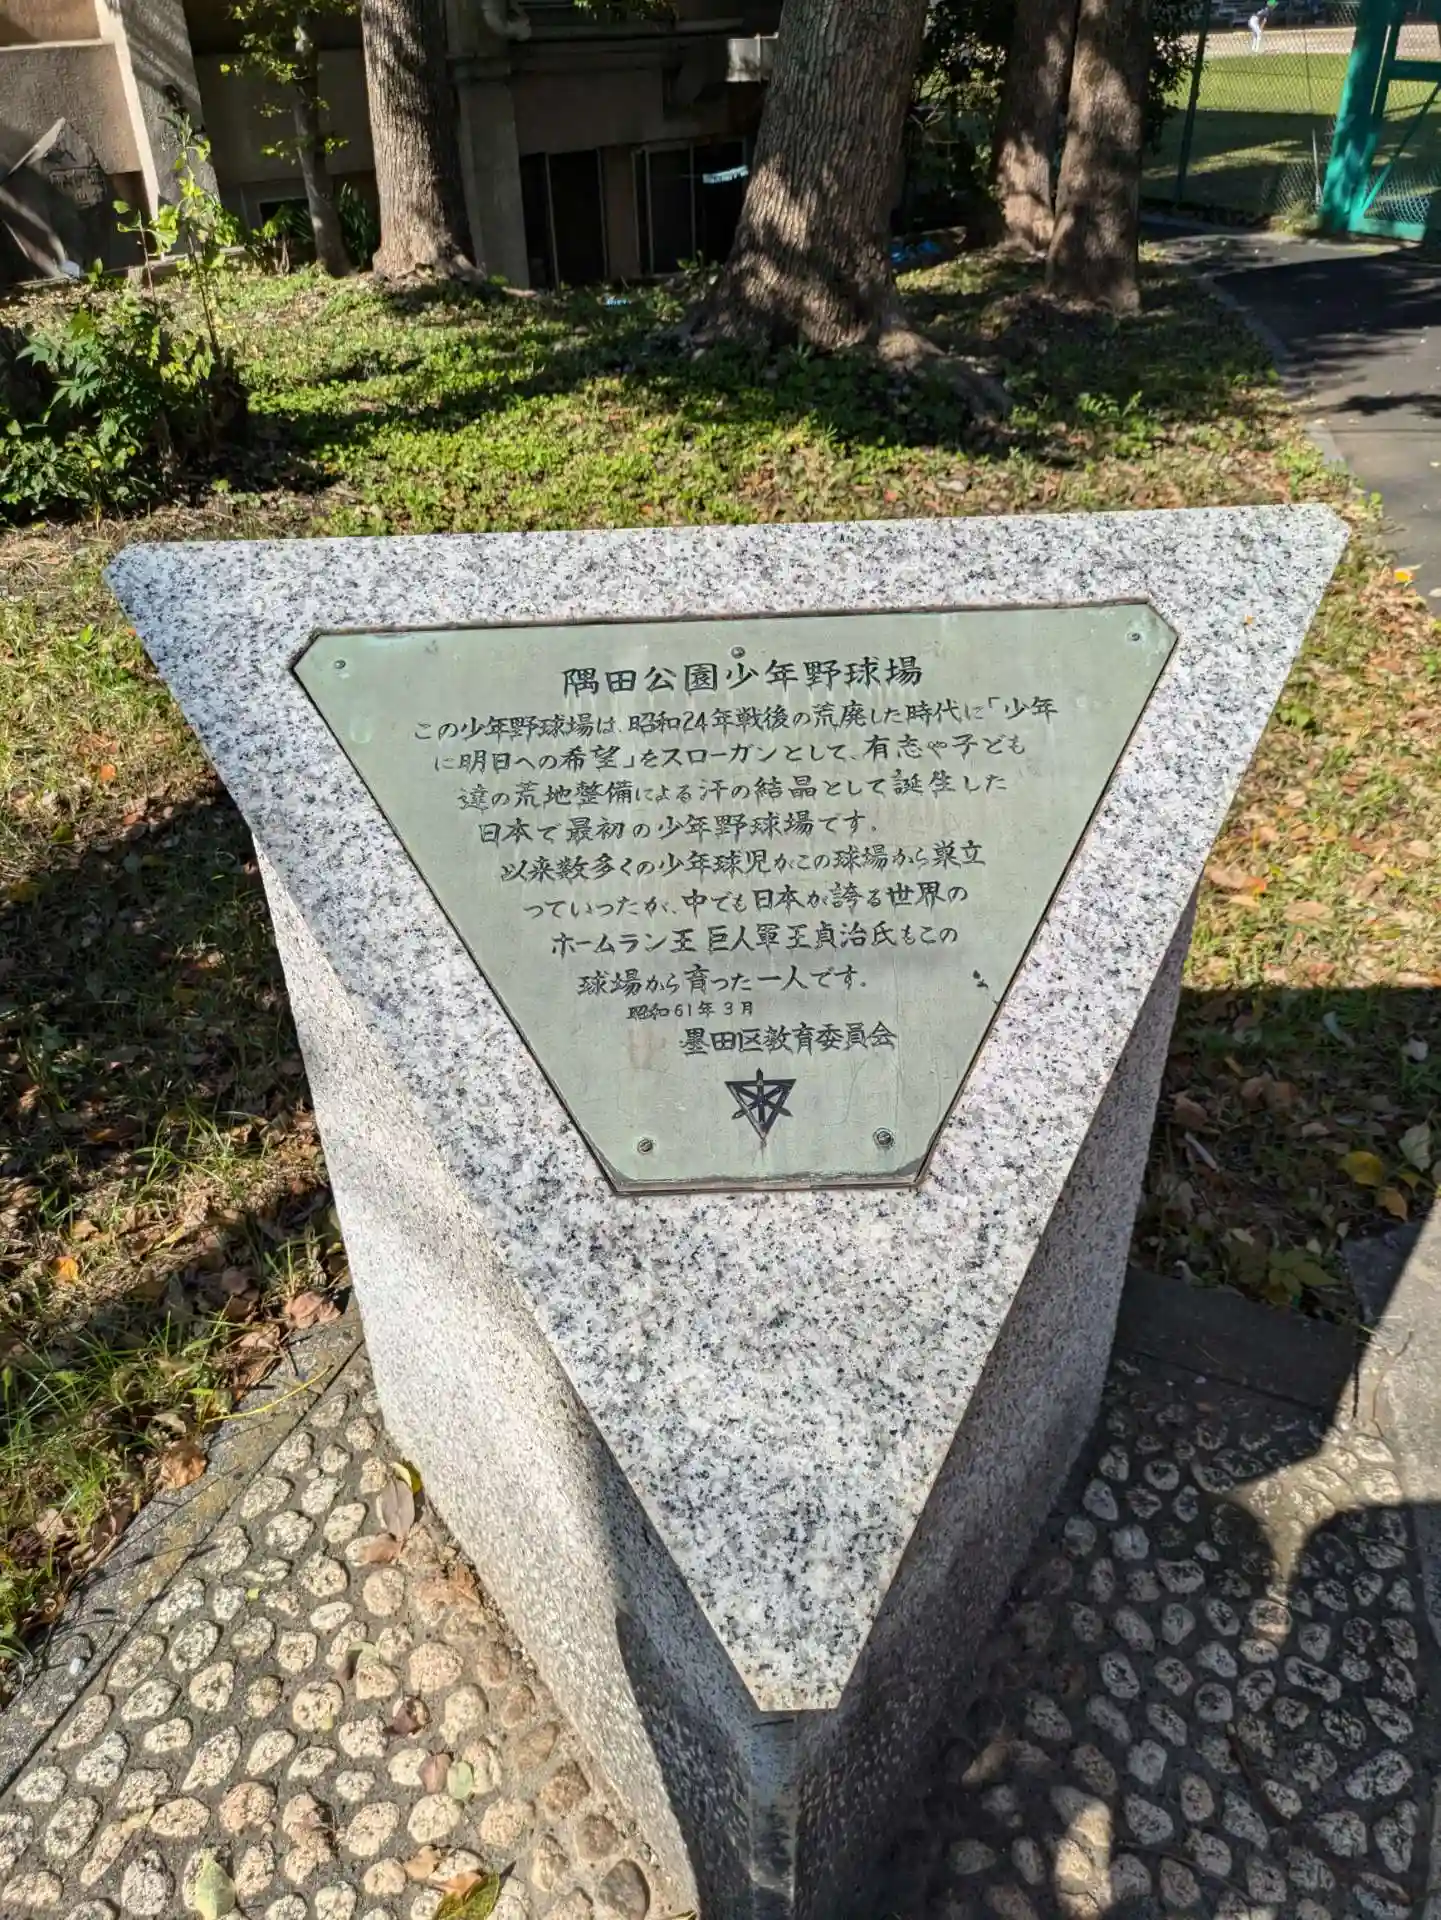 隅田公園少年野球場
この少年野球場は、昭和24年戦後の荒廃した時代に「少年
に明日への希望」をスローガンとして、有志や子ども
達の荒地整備による汗の結晶として誕生した
日本で最初の少年野球場です。
以来数多くの少年球児がこの球場から巣立
っていったが、中でも日本が誇る世界の
ホームラン王 巨人軍王貞治氏もこの
球場から育った一人です。
昭和61年3月
墨田区教育委員会